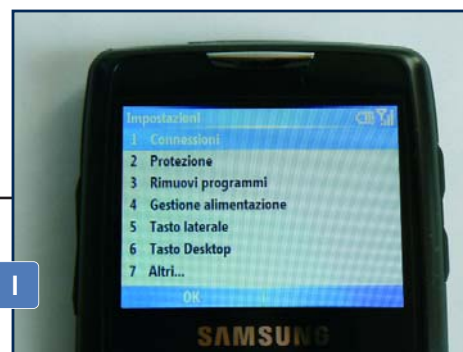 Impostazioni
1 Connessioni
2 Protezione
3 Rimuovi programmi
4 Gestione alimentazione
5 Tasto laterale
6 Tasto Desktop
7 Altri...
OK
I
SAMSUNG